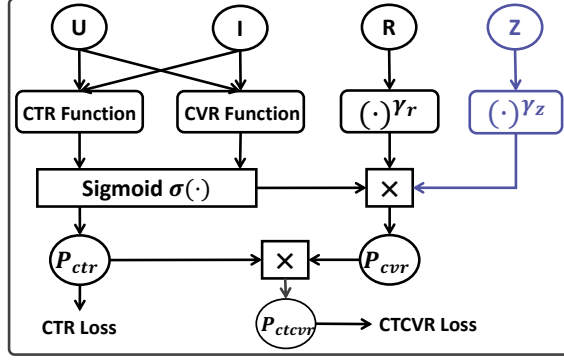 U I R Z
CTR Function CVR Function (·)^γr (·)^γz
Sigmoid σ(·) ×
P_ctr × P_cvr
CTR Loss P_ctcvr CTCVR Loss